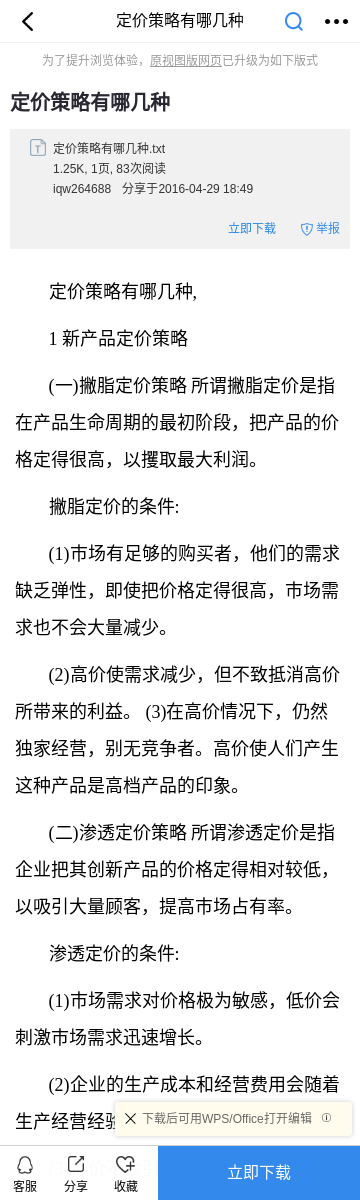 定价策略有哪几种
为了提升浏览体验，原视图版网页已升级为如下版式
定价策略有哪几种
定价策略有哪几种.txt
1.25K, 1页, 83次阅读
iqw264688 分享于2016-04-29 18:49
立即下载 举报
定价策略有哪几种,
1 新产品定价策略
(一)撇脂定价策略 所谓撇脂定价是指
在产品生命周期的最初阶段，把产品的价
格定得很高，以攫取最大利润。
撇脂定价的条件:
(1)市场有足够的购买者，他们的需求
缺乏弹性，即使把价格定得很高，市场需
求也不会大量减少。
(2)高价使需求减少，但不致抵消高价
所带来的利益。 (3)在高价情况下，仍然
独家经营，别无竞争者。高价使人们产生
这种产品是高档产品的印象。
(二)渗透定价策略 所谓渗透定价是指
企业把其创新产品的价格定得相对较低，
以吸引大量顾客，提高市场占有率。
渗透定价的条件:
(1)市场需求对价格极为敏感，低价会
刺激市场需求迅速增长。
(2)企业的生产成本和经营费用会随着
生产经营经
下载后可用WPS/Office打开编辑
客服 分享 收藏 立即下载